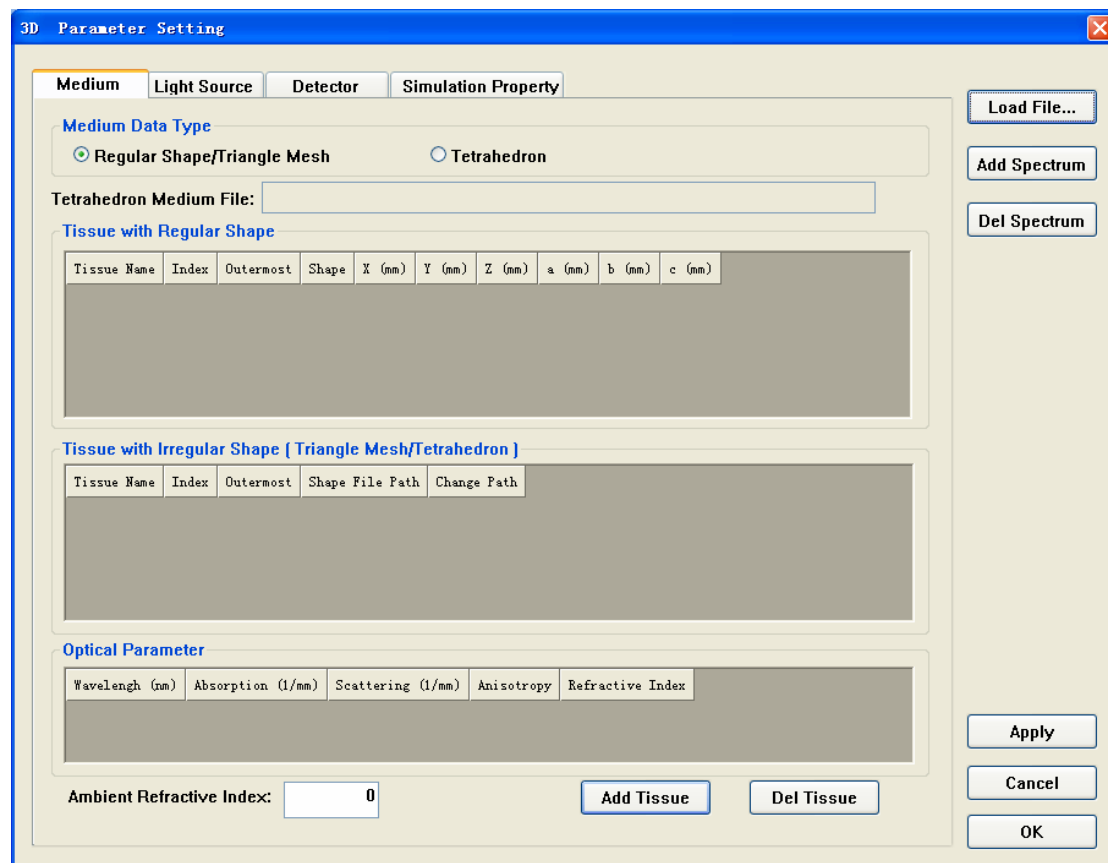 3D Parameter Setting
Medium Light Source Detector Simulation Property
Load File...
Medium Data Type
Regular Shape/Triangle Mesh Tetrahedron
Add Spectrum
Tetrahedron Medium File:
Del Spectrum
Tissue with Regular Shape
Tissue Name Index Outermost Shape X (mm) Y (mm) Z (mm) a (mm) b (mm) c (mm)
Tissue with Irregular Shape ( Triangle Mesh/Tetrahedron )
Tissue Name Index Outermost Shape File Path Change Path
Optical Parameter
Wavelengh (nm) Absorption (1/mm) Scattering (1/mm) Anisotropy Refractive Index
Apply
Ambient Refractive Index: 0 Add Tissue Del Tissue
Cancel
OK